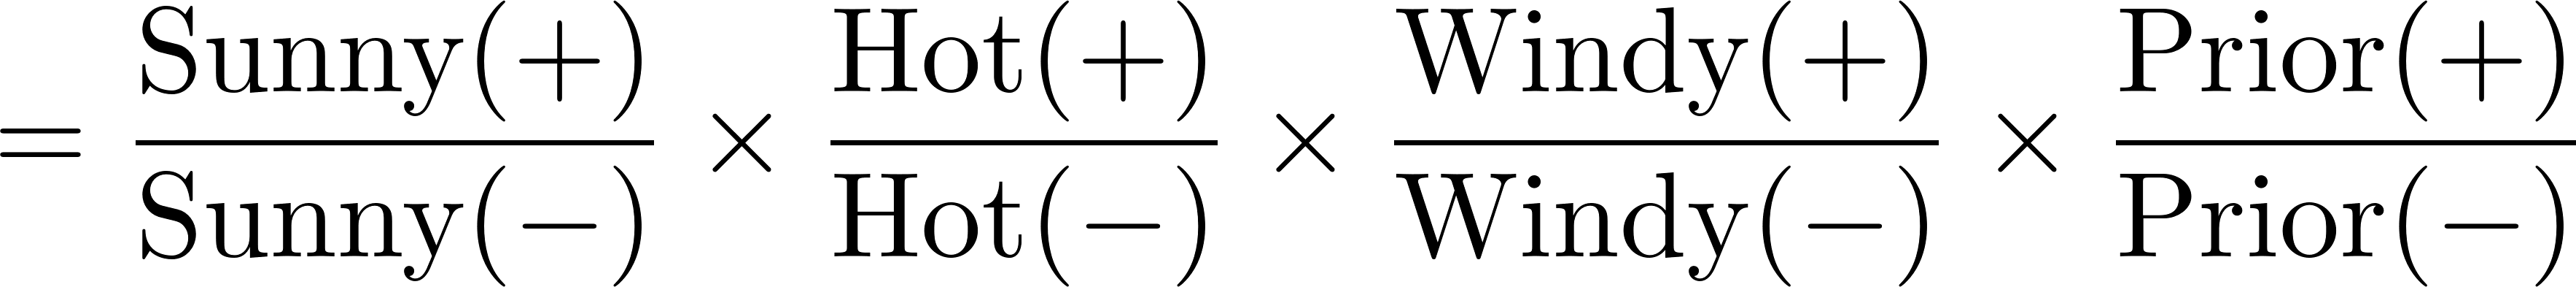 = Sunny(+)/Sunny(−) × Hot(+)/Hot(−) × Windy(+)/Windy(−) × Prior(+)/Prior(−)